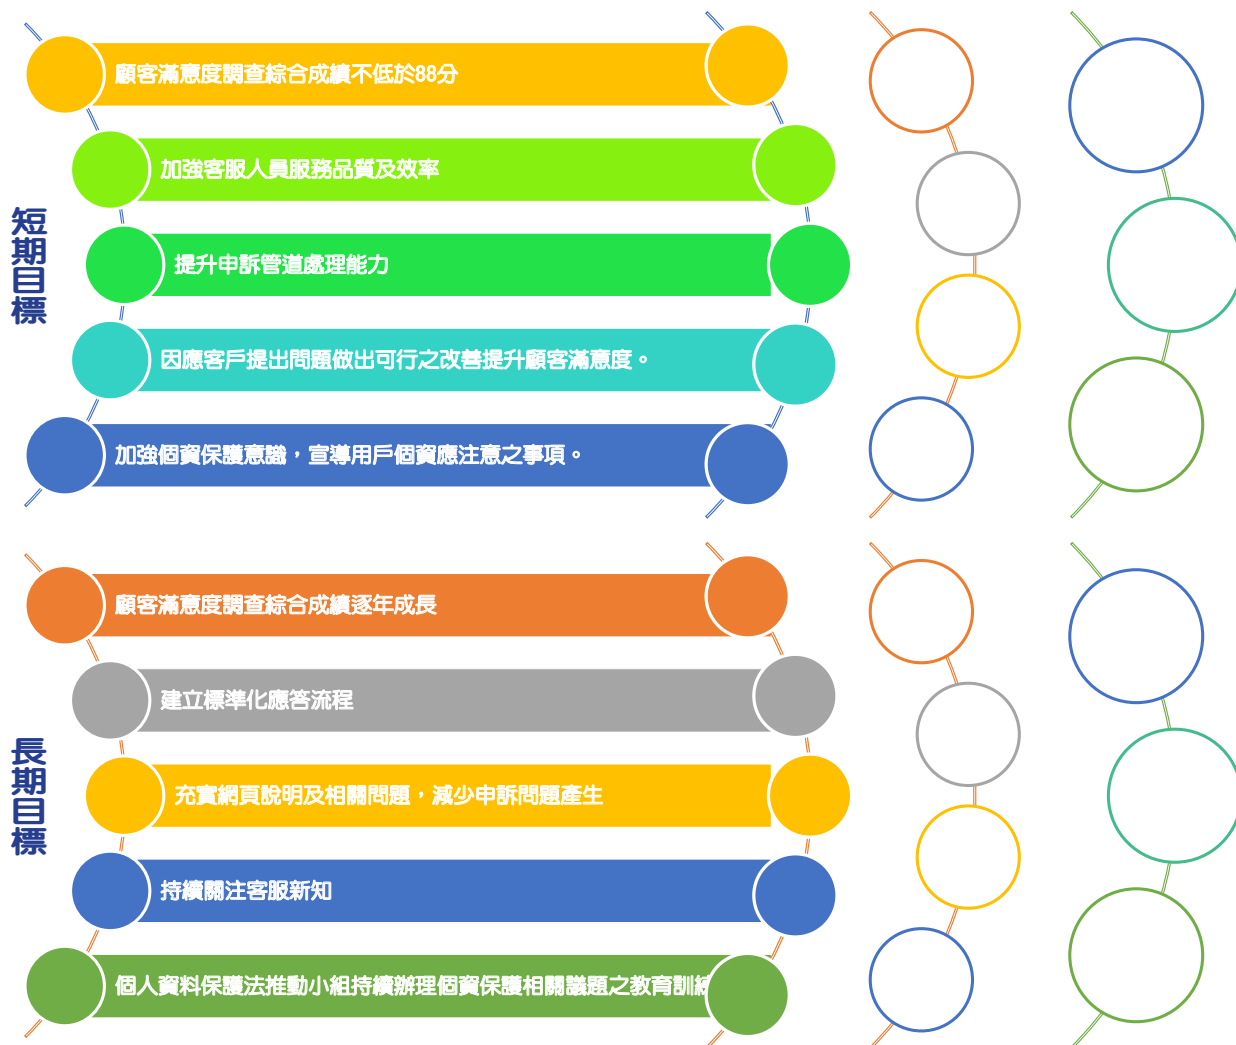 短期目標
顧客滿意度調查綜合成績不低於88分
加強客服人員服務品質及效率
提升申訴管道處理能力
因應客戶提出問題做出可行之改善提升顧客滿意度。
加強個資保護意識，宣導用戶個資應注意之事項。
長期目標
顧客滿意度調查綜合成績逐年成長
建立標準化應答流程
充實網頁說明及相關問題，減少申訴問題產生
持續關注客服新知
個人資料保護法推動小組持續辦理個資保護相關議題之教育訓練